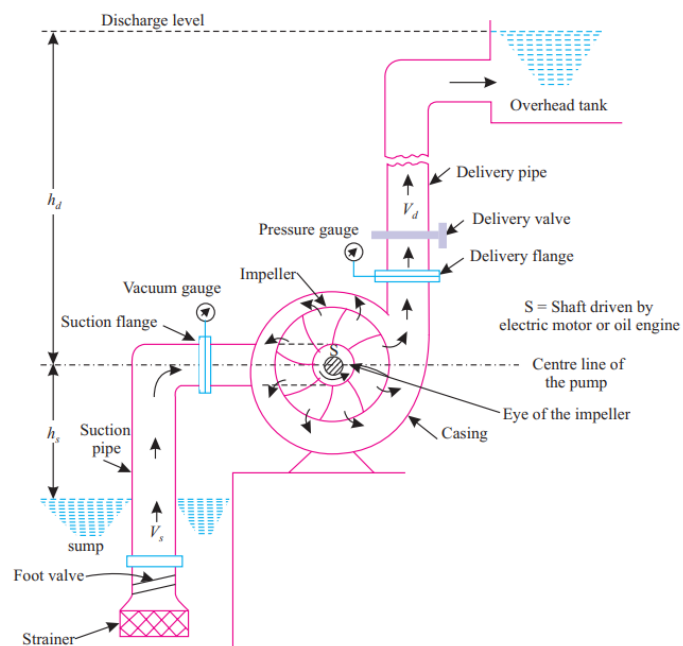 Discharge level
Overhead tank
h_d
Delivery pipe
V_d
Delivery valve
Pressure gauge
Delivery flange
Impeller
Vacuum gauge
S = Shaft driven by
electric motor or oil engine
Suction flange
S
Centre line of
the pump
Eye of the impeller
h_s
Suction
pipe
Casing
V_s
sump
Foot valve
Strainer